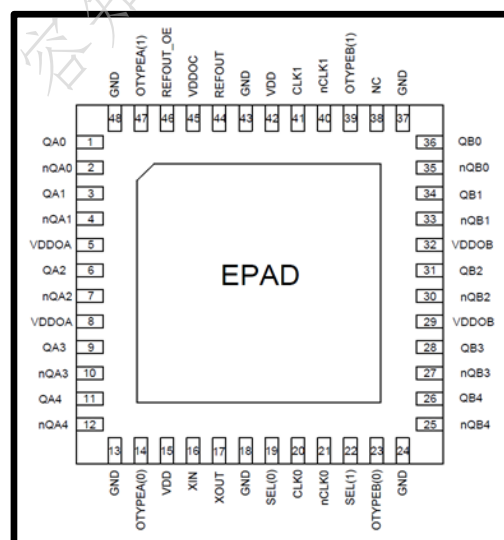 GND OTYPEA(1) REFOUT_OE VDDOC REFOUT GND VDD CLK1 nCLK1 OTYPEB(1) NC GND
48 47 46 45 44 43 42 41 40 39 38 37
QA0 1 36 QB0
nQA0 2 35 nQB0
QA1 3 34 QB1
nQA1 4 33 nQB1
VDDOA 5 32 VDDOB
QA2 6 31 QB2
EPAD
nQA2 7 30 nQB2
VDDOA 8 29 VDDOB
QA3 9 28 QB3
nQA3 10 27 nQB3
QA4 11 26 QB4
nQA4 12 25 nQB4
13 14 15 16 17 18 19 20 21 22 23 24
GND OTYPEA(0) VDD XIN XOUT GND SEL(0) CLK0 nCLK0 SEL(1) OTYPEB(0) GND